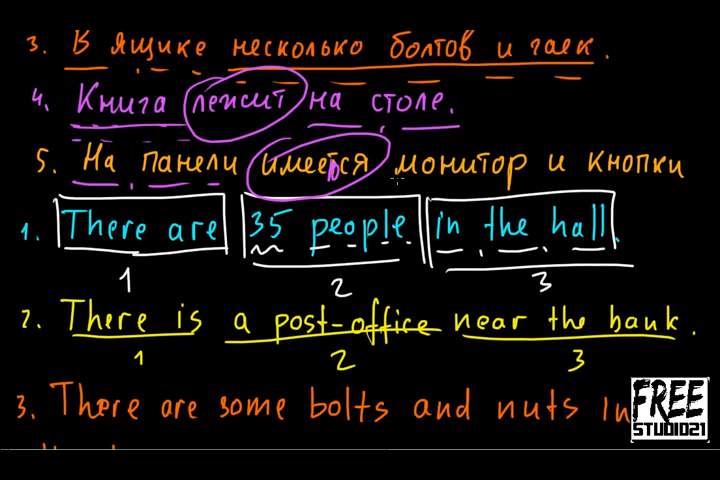 3. В ящике несколько болтов и гаек.
4. Книга лежит на столе.
5. На панели имеется монитор и кнопки
1. There are 35 people in the hall.
1 2 3
2. There is a post-office near the bank.
1 2 3
3. There are some bolts and nuts in
FREE
STUDIO21